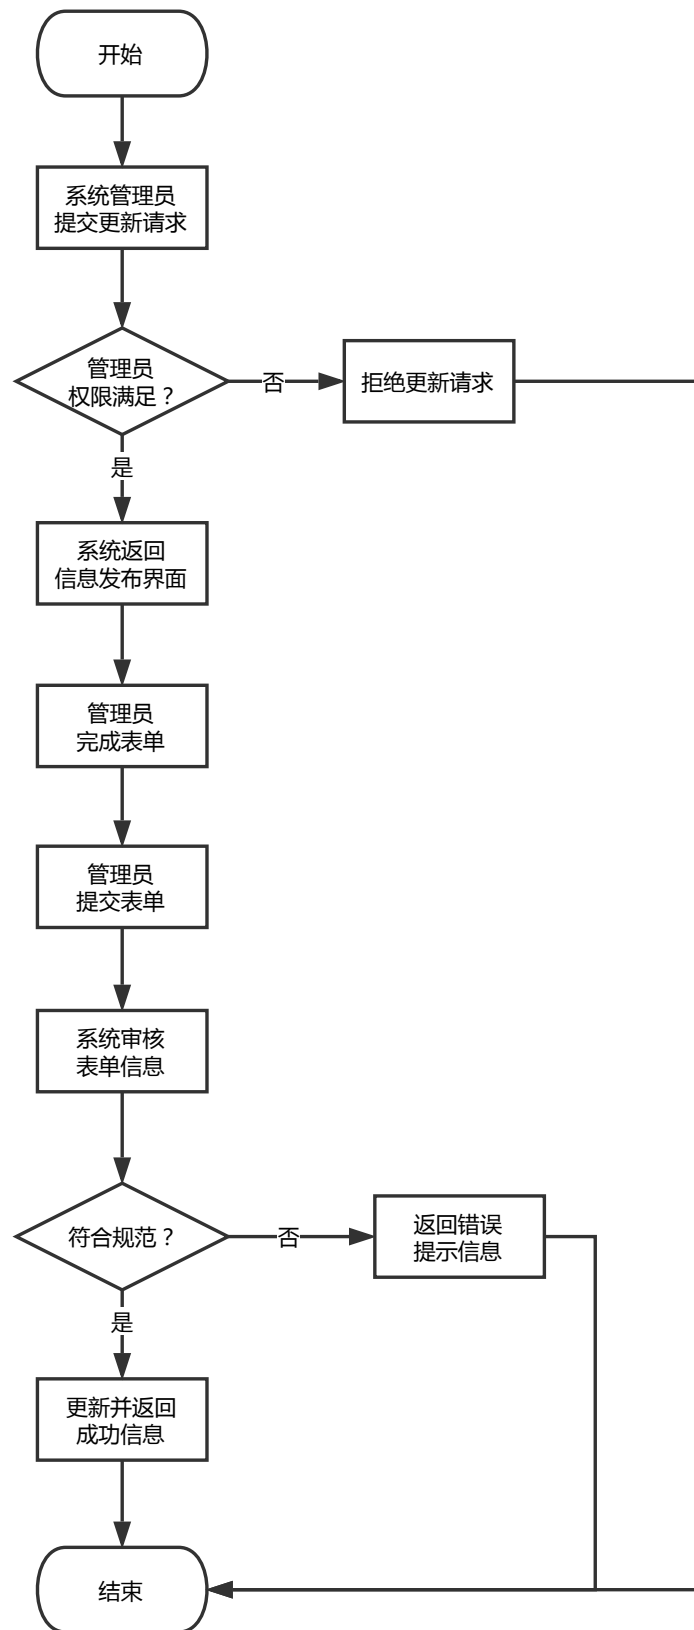 开始
系统管理员
提交更新请求
管理员
权限满足？
否
拒绝更新请求
是
系统返回
信息发布界面
管理员
完成表单
管理员
提交表单
系统审核
表单信息
符合规范？
否
返回错误
提示信息
是
更新并返回
成功信息
结束